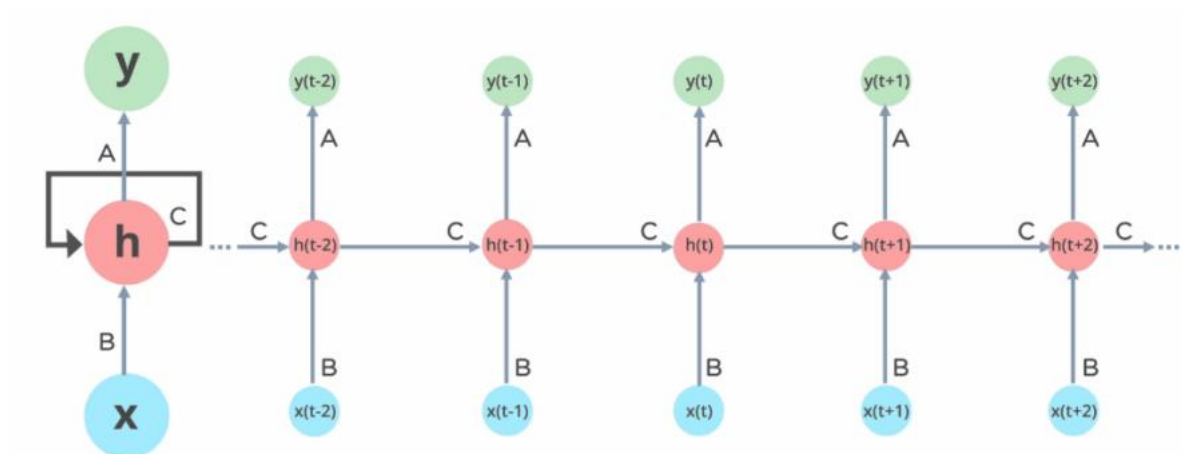 y
y(t-2) y(t-1) y(t) y(t+1) y(t+2)
A A A A A A
h
C
... C h(t-2) C h(t-1) C h(t) C h(t+1) C h(t+2) C ...
B B B B B B
x
x(t-2) x(t-1) x(t) x(t+1) x(t+2)